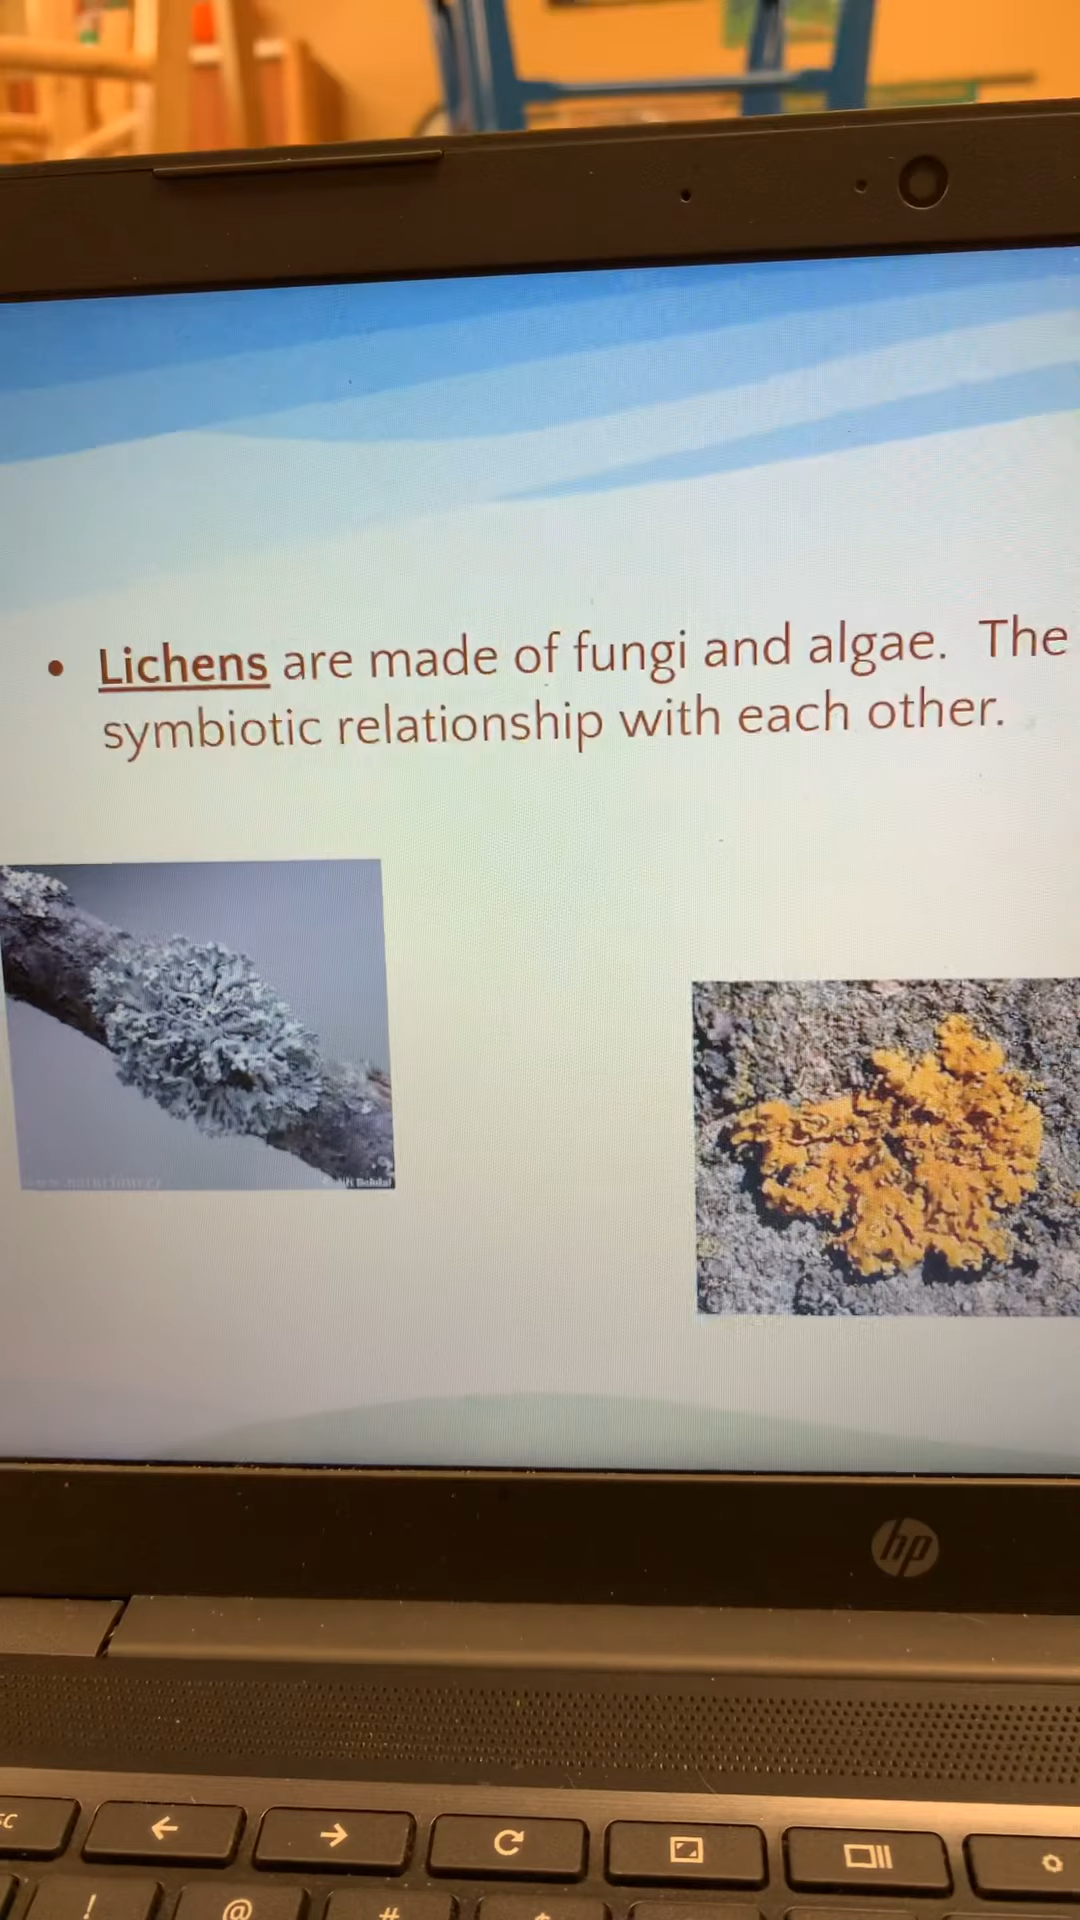 • Lichens are made of fungi and algae. The
symbiotic relationship with each other.
hp
!
@
#